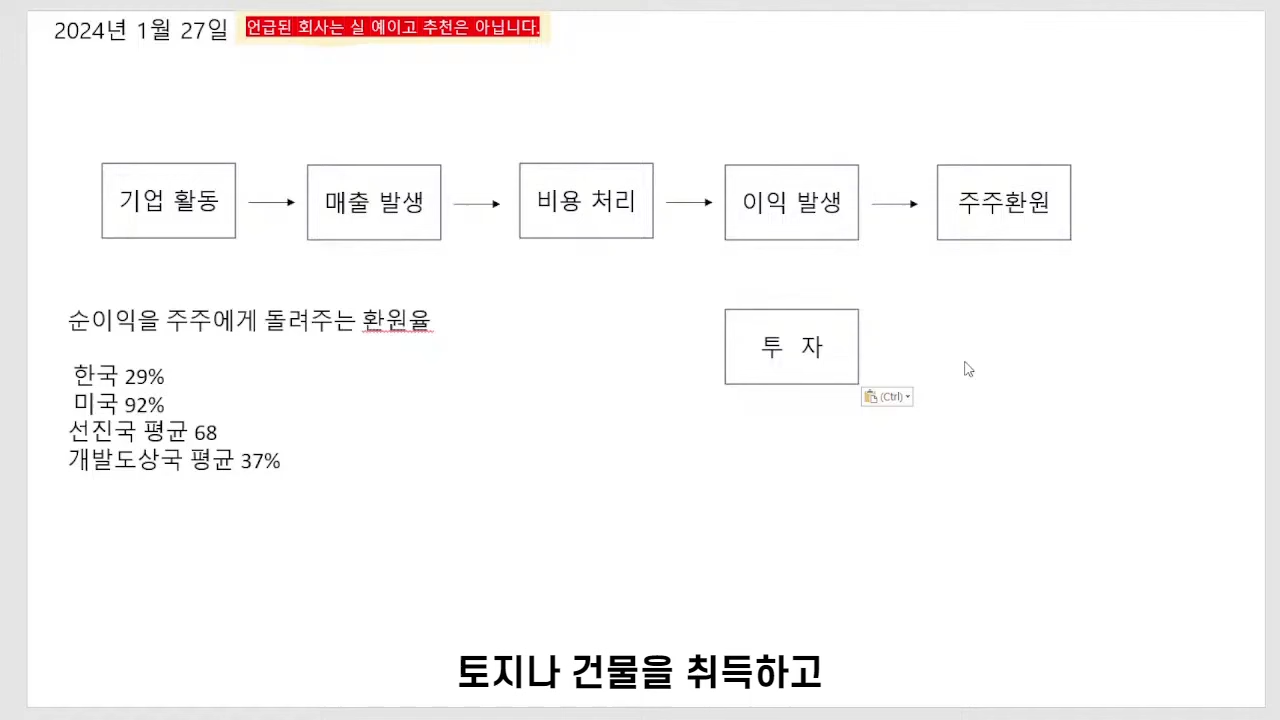 2024년 1월 27일
언급된 회사는 실 예이고 추천은 아닙니다.
기업 활동
매출 발생
비용 처리
이익 발생
주주환원
순이익을 주주에게 돌려주는 환원율
투 자
한국 29%
미국 92%
선진국 평균 68
개발도상국 평균 37%
(Ctrl)
토지나 건물을 취득하고